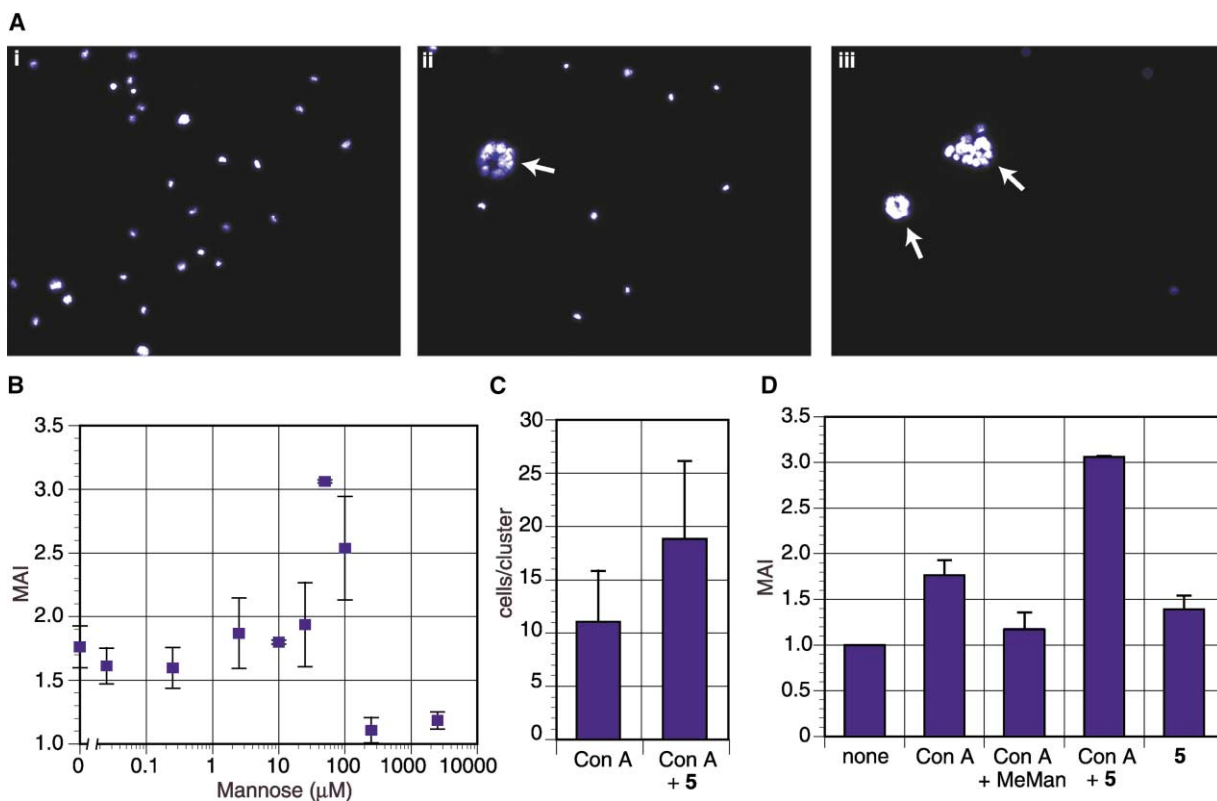 A
i
ii
iii
B
3.5
3.0
2.5
2.0
1.5
1.0
MAI
0 0.1 1 10 100 1000 10000
Mannose (μM)
C
30
25
20
15
10
5
0
cells/cluster
Con A Con A
+ 5
D
3.5
3.0
2.5
2.0
1.5
1.0
0.5
0
MAI
none Con A Con A Con A 5
+ MeMan + 5